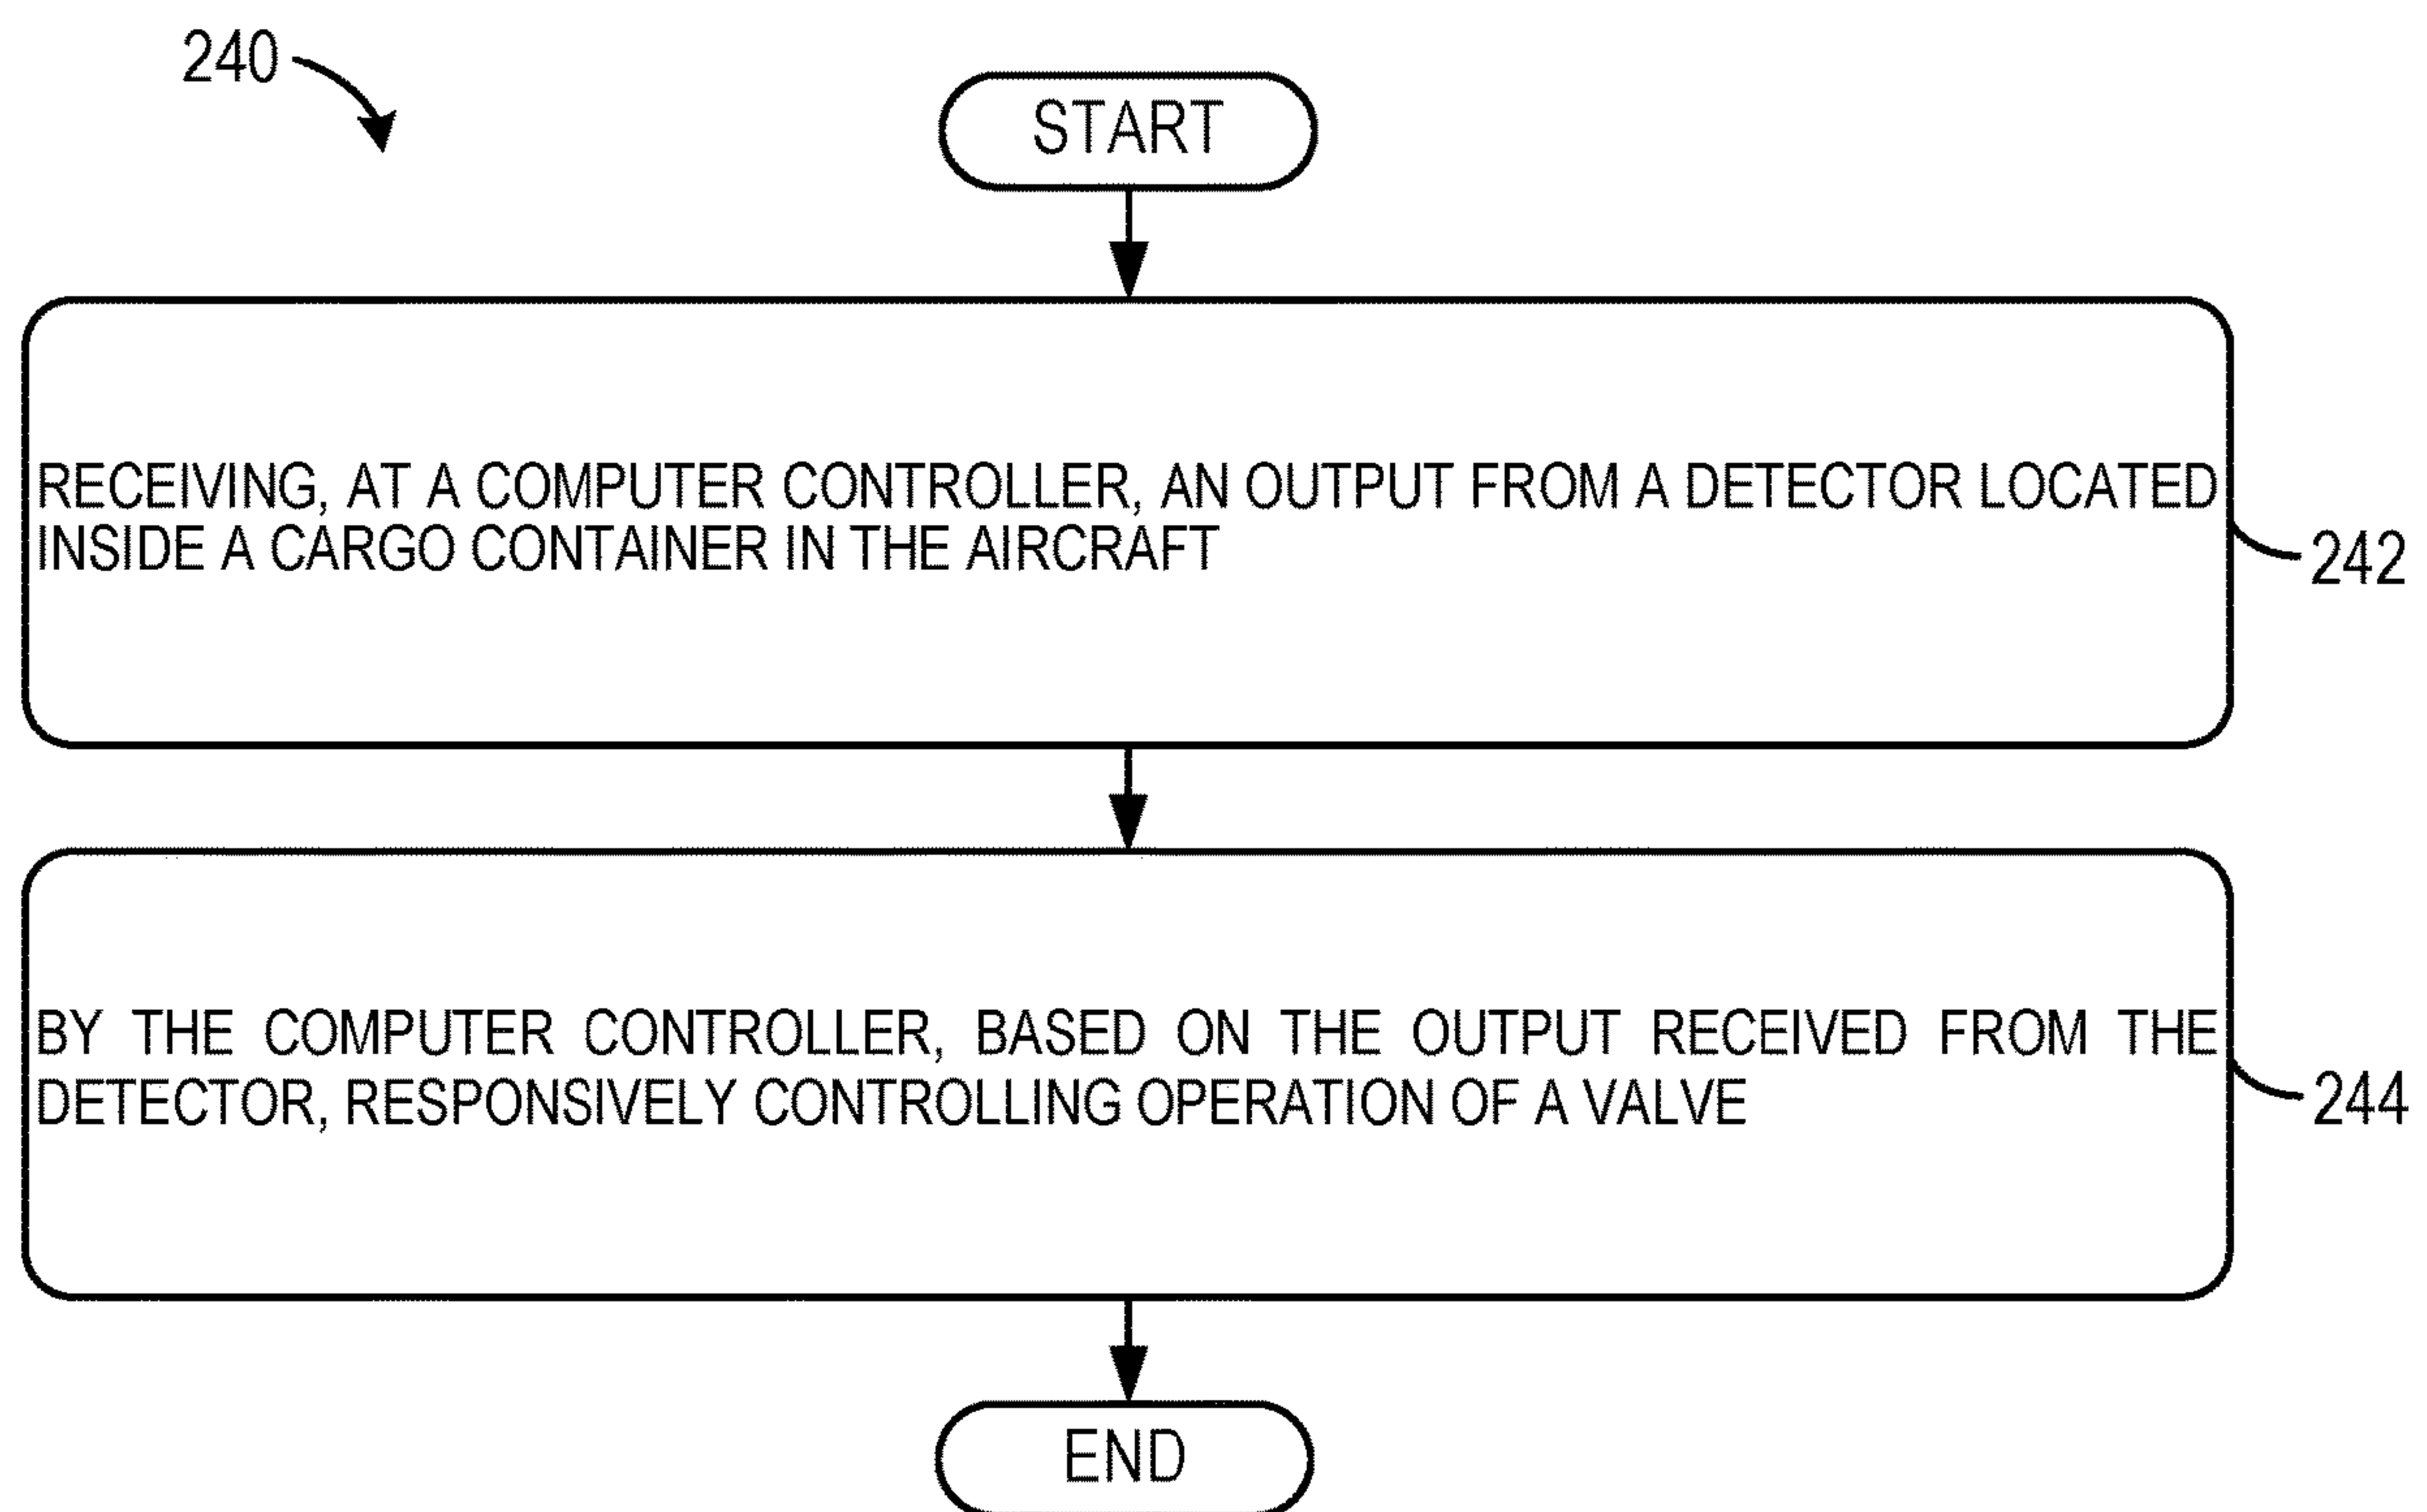 240
START
RECEIVING, AT A COMPUTER CONTROLLER, AN OUTPUT FROM A DETECTOR LOCATED
INSIDE A CARGO CONTAINER IN THE AIRCRAFT
242
BY THE COMPUTER CONTROLLER, BASED ON THE OUTPUT RECEIVED FROM THE
DETECTOR, RESPONSIVELY CONTROLLING OPERATION OF A VALVE
244
END